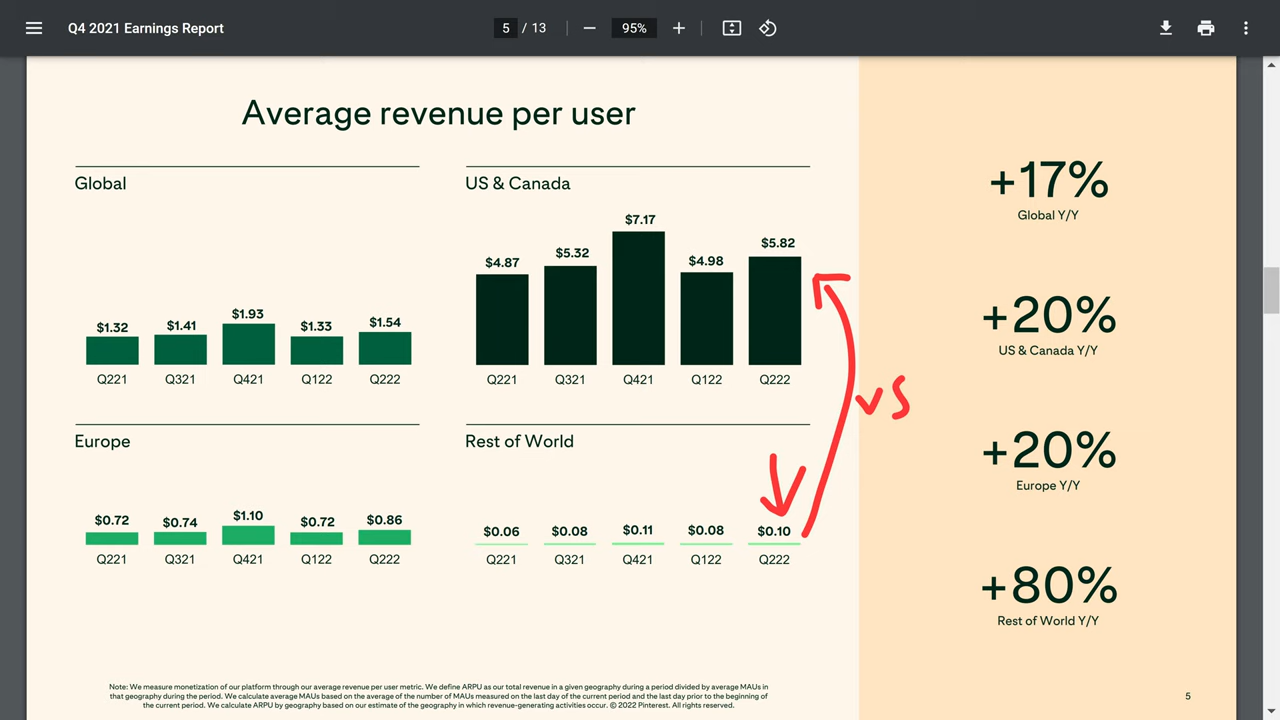 Q4 2021 Earnings Report
5 / 13
95%
Average revenue per user
Global
$1.32 $1.41 $1.93 $1.33 $1.54
Q221 Q321 Q421 Q122 Q222
US & Canada
$4.87 $5.32 $7.17 $4.98 $5.82
Q221 Q321 Q421 Q122 Q222
vs
Europe
$0.72 $0.74 $1.10 $0.72 $0.86
Q221 Q321 Q421 Q122 Q222
Rest of World
$0.06 $0.08 $0.11 $0.08 $0.10
Q221 Q321 Q421 Q122 Q222
+17%
Global Y/Y
+20%
US & Canada Y/Y
+20%
Europe Y/Y
+80%
Rest of World Y/Y
Note: We measure monetization of our platform through our average revenue per user metric. We define ARPU as our total revenue in a given geography during a period divided by average MAUs in
that geography during the period. We calculate average MAUs based on the average of the number of MAUs measured on the last day of the current period and the last day prior to the beginning of
the current period. We calculate ARPU by geography based on our estimate of the geography in which revenue-generating activities occur. © 2022 Pinterest. All rights reserved.
5